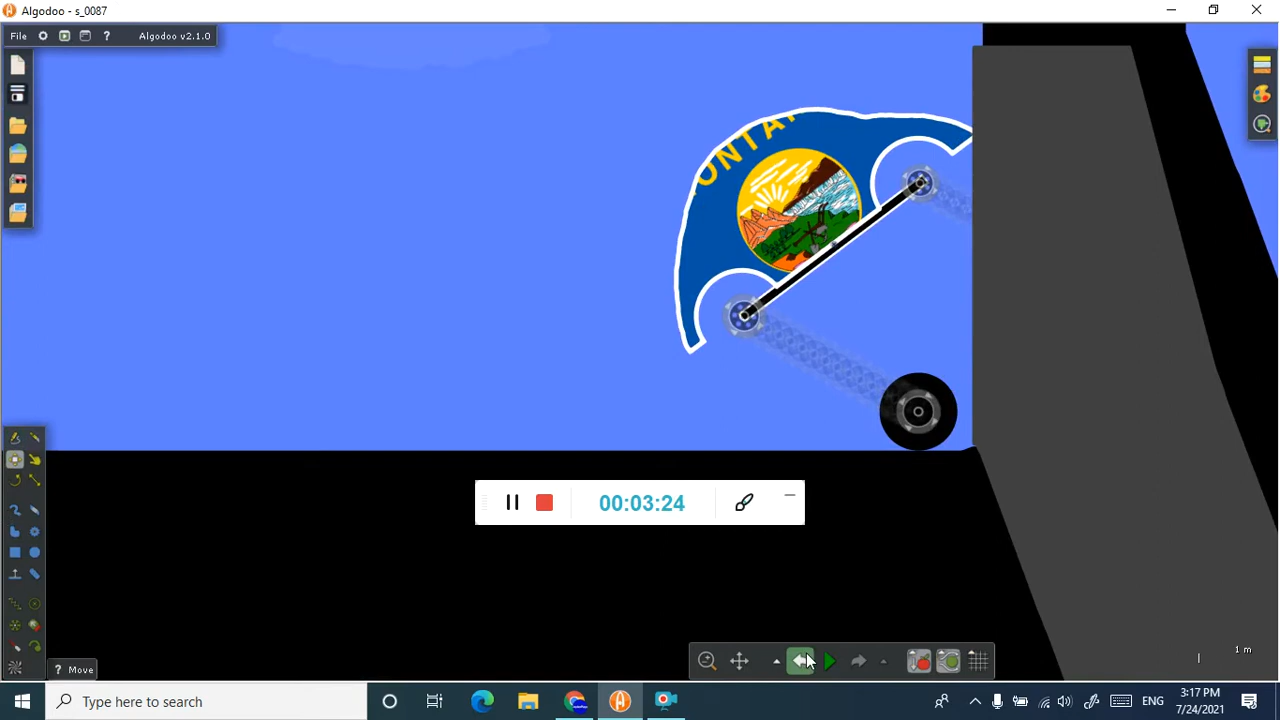 Algodoo - s_0087
File
?
Algodoo v2.1.0
00:03:24
? Move
1 m
Type here to search
ENG
3:17 PM
7/24/2021